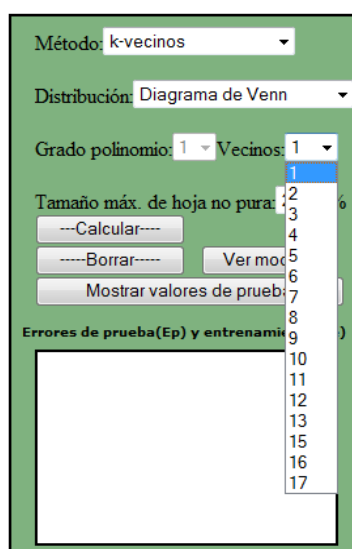 Método: k-vecinos
Distribución: Diagrama de Venn
Grado polinomio: 1 Vecinos: 1
Tamaño máx. de hoja no pura: %
---Calcular----
-----Borrar----- Ver
Mostrar valores de
Errores de prueba(Ep) y )
1
2
3
4
5
6
7
8
9
10
11
12
13
15
16
17